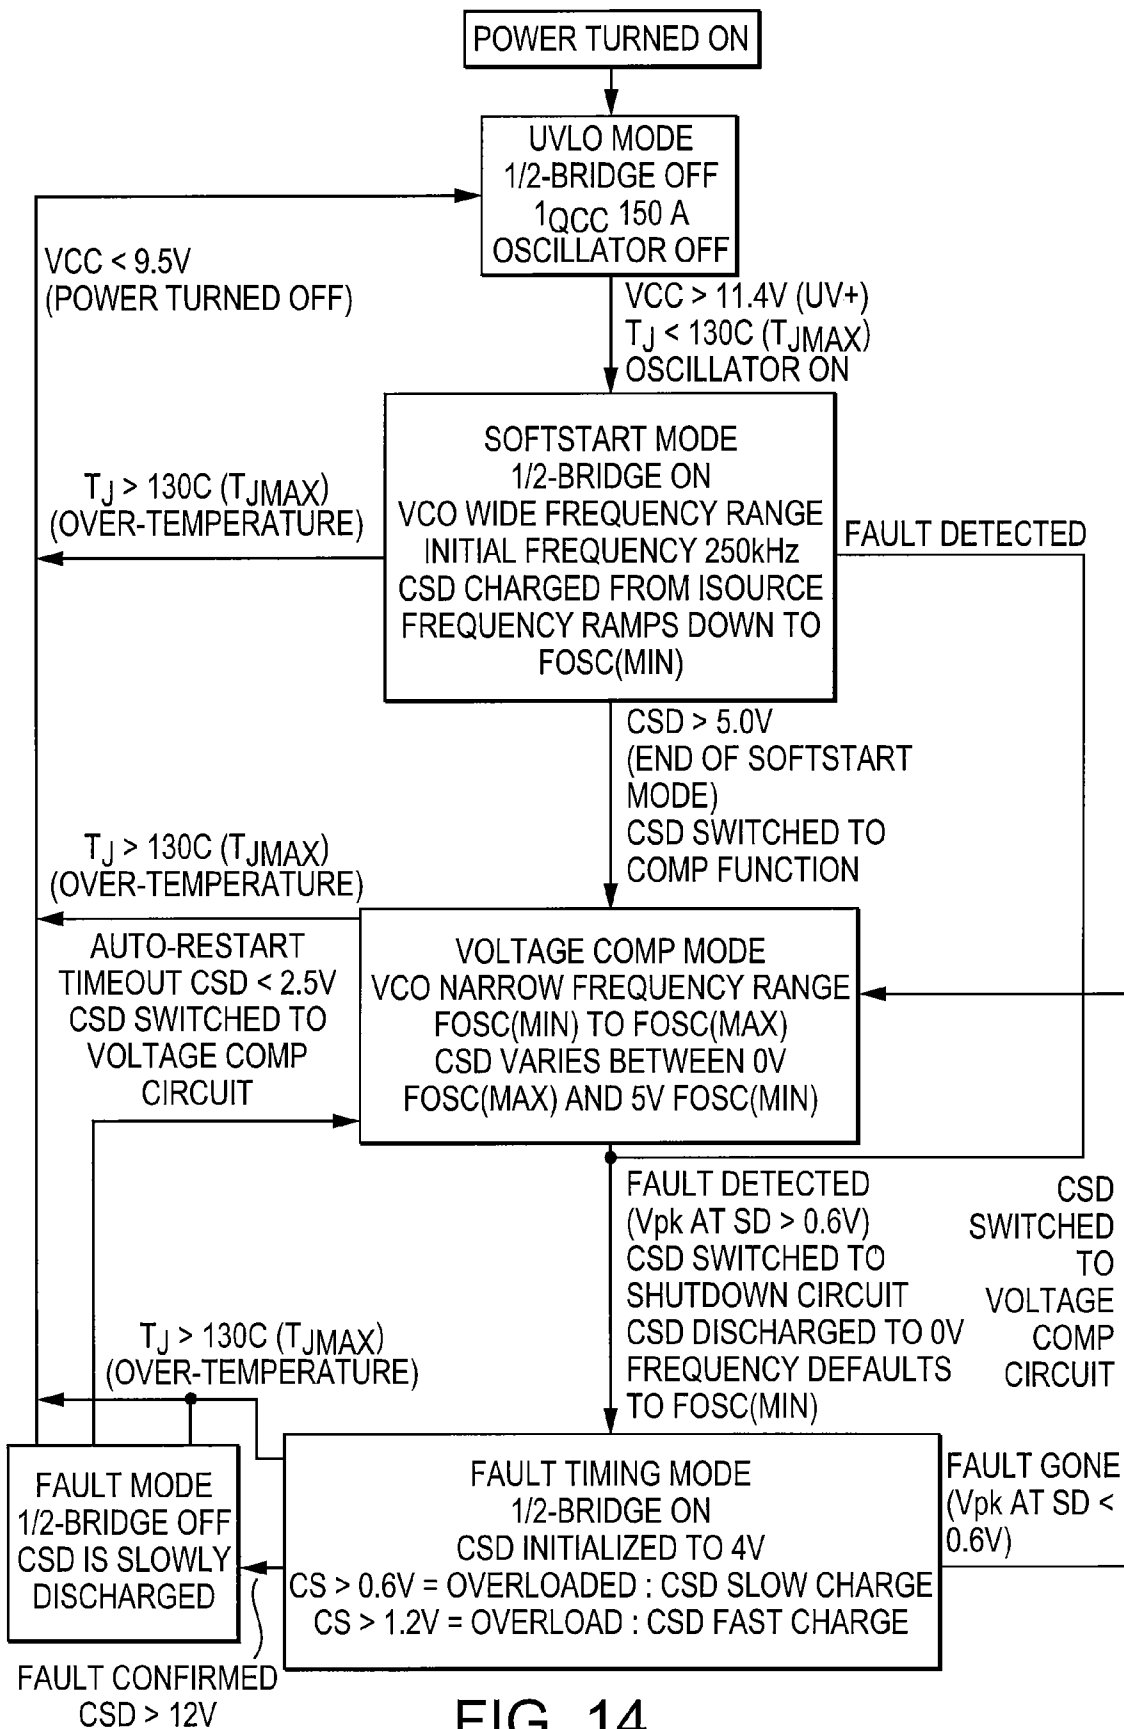 POWER TURNED ON
UVLO MODE
1/2-BRIDGE OFF
1QCC 150 A
OSCILLATOR OFF
VCC < 9.5V
(POWER TURNED OFF)
VCC > 11.4V (UV+)
TJ < 130C (TJMAX)
OSCILLATOR ON
SOFTSTART MODE
1/2-BRIDGE ON
VCO WIDE FREQUENCY RANGE
INITIAL FREQUENCY 250kHz
CSD CHARGED FROM ISOURCE
FREQUENCY RAMPS DOWN TO
FOSC(MIN)
TJ > 130C (TJMAX)
(OVER-TEMPERATURE)
FAULT DETECTED
CSD > 5.0V
(END OF SOFTSTART
MODE)
CSD SWITCHED TO
COMP FUNCTION
TJ > 130C (TJMAX)
(OVER-TEMPERATURE)
AUTO-RESTART
TIMEOUT CSD < 2.5V
CSD SWITCHED TO
VOLTAGE COMP
CIRCUIT
VOLTAGE COMP MODE
VCO NARROW FREQUENCY RANGE
FOSC(MIN) TO FOSC(MAX)
CSD VARIES BETWEEN 0V
FOSC(MAX) AND 5V FOSC(MIN)
FAULT DETECTED
(Vpk AT SD > 0.6V)
CSD SWITCHED TO
SHUTDOWN CIRCUIT
CSD DISCHARGED TO 0V
FREQUENCY DEFAULTS
TO FOSC(MIN)
CSD
SWITCHED
TO
VOLTAGE
COMP
CIRCUIT
TJ > 130C (TJMAX)
(OVER-TEMPERATURE)
FAULT MODE
1/2-BRIDGE OFF
CSD IS SLOWLY
DISCHARGED
FAULT TIMING MODE
1/2-BRIDGE ON
CSD INITIALIZED TO 4V
CS > 0.6V = OVERLOADED : CSD SLOW CHARGE
CS > 1.2V = OVERLOAD : CSD FAST CHARGE
FAULT GONE
(Vpk AT SD <
0.6V)
FAULT CONFIRMED
CSD > 12V
FIG. 14